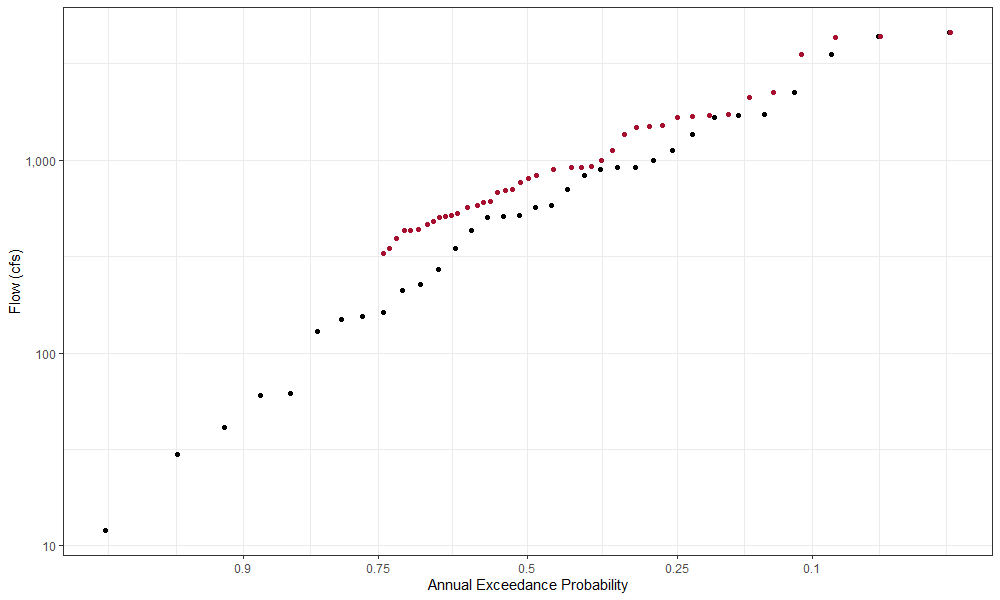 1,000
100
10
Flow (cfs)
0.9 0.75 0.5 0.25 0.1
Annual Exceedance Probability